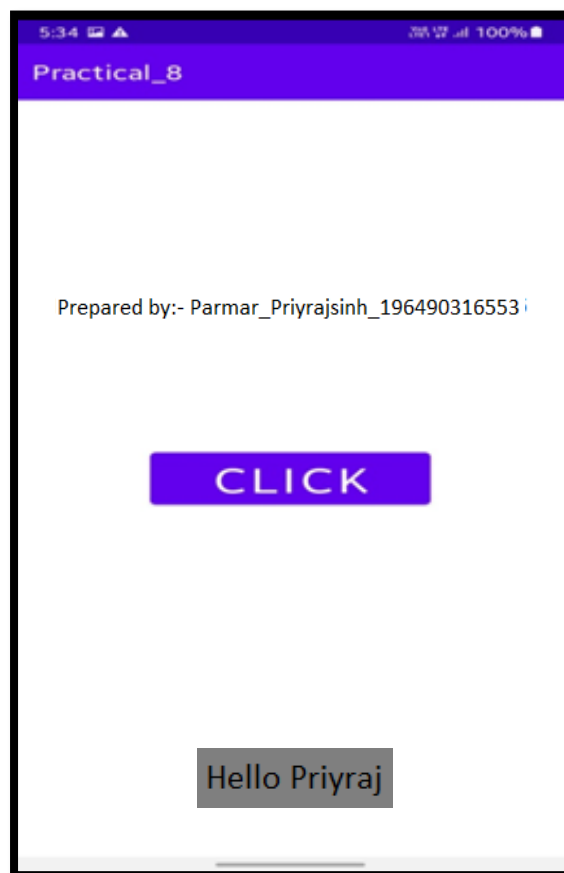 5:34 100%
Practical_8
Prepared by:- Parmar_Priyrajsinh_196490316553
CLICK
Hello Priyraj